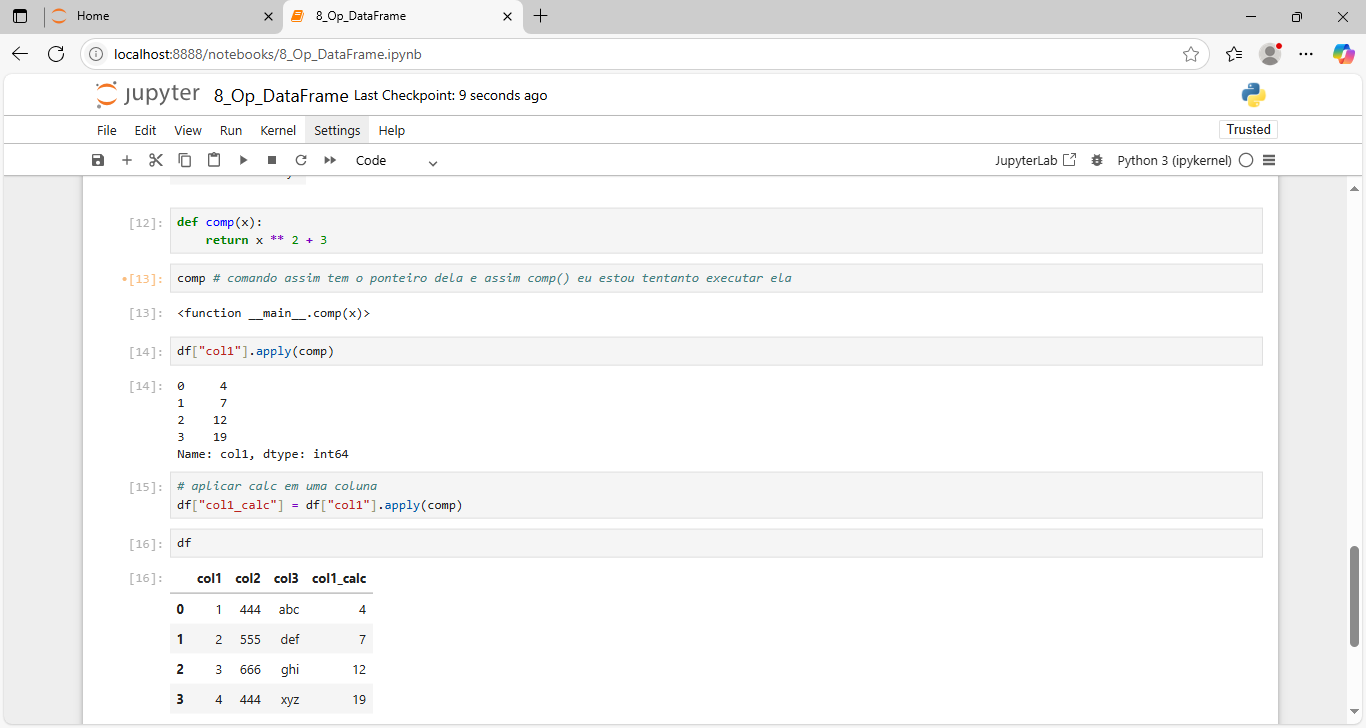 Home
8_Op_DataFrame
localhost:8888/notebooks/8_Op_DataFrame.ipynb
jupyter 8_Op_DataFrame Last Checkpoint: 9 seconds ago
File Edit View Run Kernel Settings Help
Trusted
Code
JupyterLab Python 3 (ipykernel)
[12]: def comp(x):
return x ** 2 + 3
[13]: comp # comando assim tem o ponteiro dela e assim comp() eu estou tentanto executar ela
[13]: <function __main__.comp(x)>
[14]: df["col1"].apply(comp)
[14]: 0 4
1 7
2 12
3 19
Name: col1, dtype: int64
[15]: # aplicar calc em uma coluna
df["col1_calc"] = df["col1"].apply(comp)
[16]: df
[16]: col1 col2 col3 col1_calc
0 1 444 abc 4
1 2 555 def 7
2 3 666 ghi 12
3 4 444 xyz 19